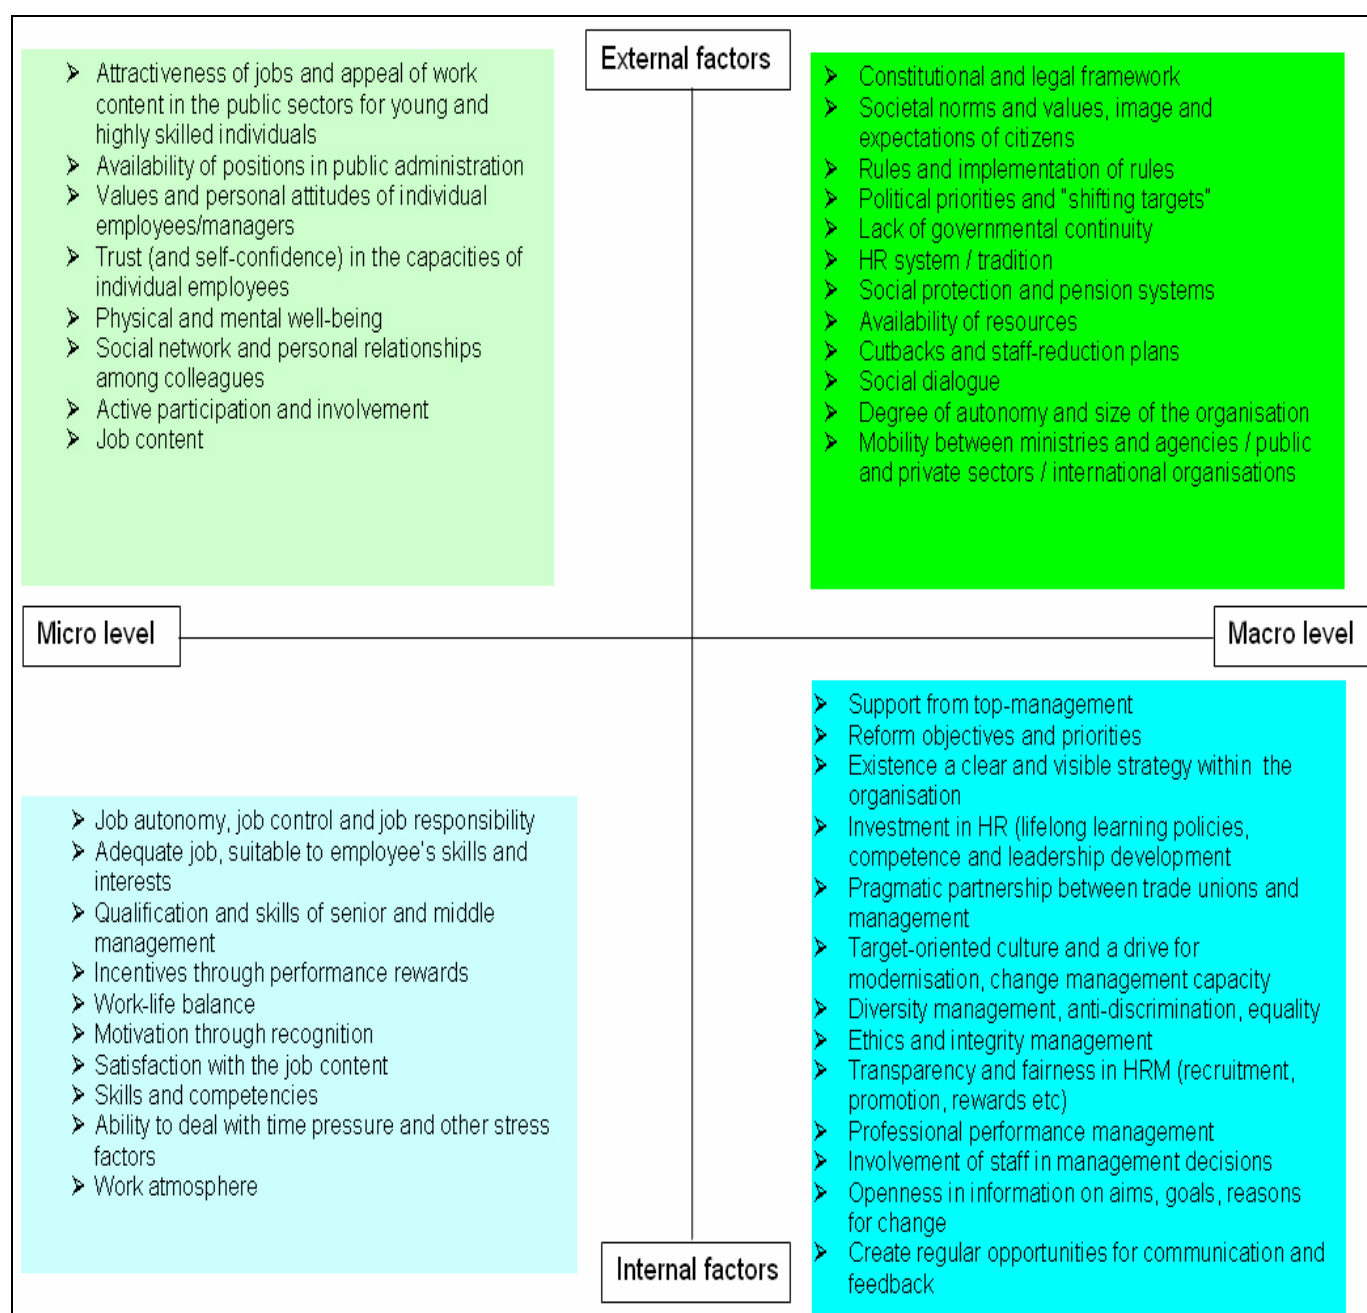 External factors
➤ Attractiveness of jobs and appeal of work
content in the public sectors for young and
highly skilled individuals
➤ Availability of positions in public administration
➤ Values and personal attitudes of individual
employees/managers
➤ Trust (and self-confidence) in the capacities of
individual employees
➤ Physical and mental well-being
➤ Social network and personal relationships
among colleagues
➤ Active participation and involvement
➤ Job content
➤ Constitutional and legal framework
➤ Societal norms and values, image and
expectations of citizens
➤ Rules and implementation of rules
➤ Political priorities and "shifting targets"
➤ Lack of governmental continuity
➤ HR system / tradition
➤ Social protection and pension systems
➤ Availability of resources
➤ Cutbacks and staff-reduction plans
➤ Social dialogue
➤ Degree of autonomy and size of the organisation
➤ Mobility between ministries and agencies / public
and private sectors / international organisations
Micro level
Macro level
➤ Job autonomy, job control and job responsibility
➤ Adequate job, suitable to employee's skills and
interests
➤ Qualification and skills of senior and middle
management
➤ Incentives through performance rewards
➤ Work-life balance
➤ Motivation through recognition
➤ Satisfaction with the job content
➤ Skills and competencies
➤ Ability to deal with time pressure and other stress
factors
➤ Work atmosphere
➤ Support from top-management
➤ Reform objectives and priorities
➤ Existence a clear and visible strategy within the
organisation
➤ Investment in HR (lifelong learning policies,
competence and leadership development
➤ Pragmatic partnership between trade unions and
management
➤ Target-oriented culture and a drive for
modernisation, change management capacity
➤ Diversity management, anti-discrimination, equality
➤ Ethics and integrity management
➤ Transparency and fairness in HRM (recruitment,
promotion, rewards etc)
➤ Professional performance management
➤ Involvement of staff in management decisions
➤ Openness in information on aims, goals, reasons
for change
➤ Create regular opportunities for communication and
feedback
Internal factors